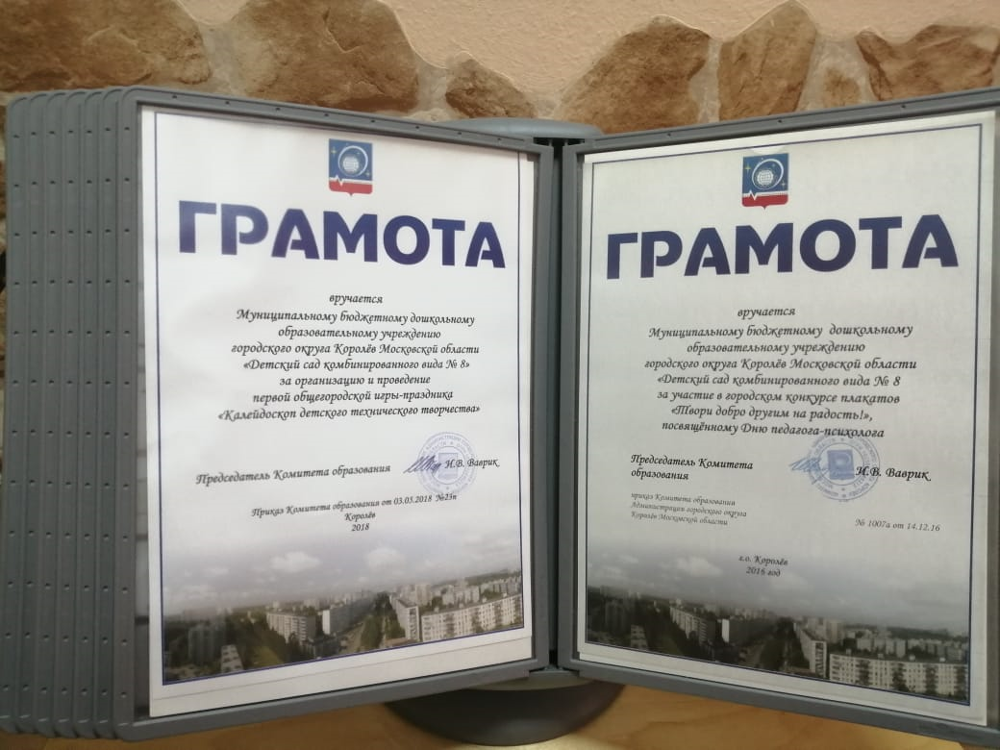 ГРАМОТА
вручается
Муниципальному бюджетному дошкольному
образовательному учреждению
городского округа Королёв Московской области
«Детский сад комбинированного вида № 8»
за организацию и проведение
первой общегородской игры-праздника
«Калейдоскоп детского технического творчества»
Председатель Комитета образования Н.В. Ваврик
Приказ Комитета образования от 03.05.2018 №23п
Королёв
2018
ГРАМОТА
вручается
Муниципальному бюджетному дошкольному
образовательному учреждению
городского округа Королёв Московской области
«Детский сад комбинированного вида № 8
за участие в городском конкурсе плакатов
«Твори добро другим на радость!»,
посвящённому Дню педагога-психолога
Председатель Комитета
образования
И.В. Ваврик
приказ Комитета образования
Администрации городского округа
Королёв Московской области
№ 1007а от 14.12.16
г.о. Королёв
2016 год